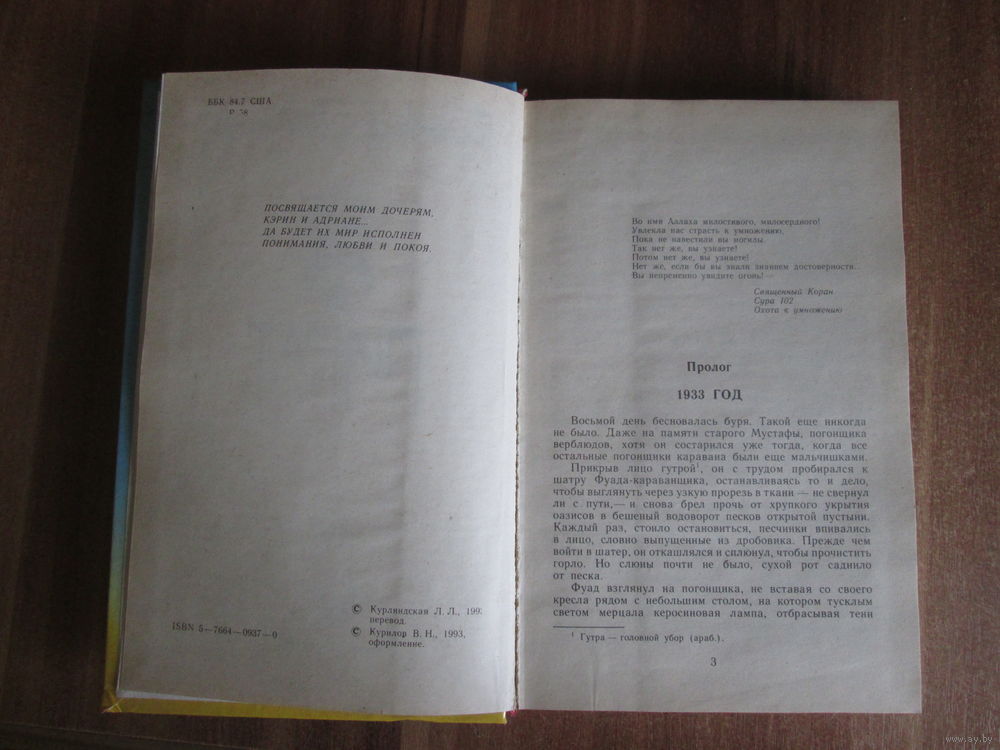 ББК 84.7 США
ПОСВЯЩАЕТСЯ МОИМ ДОЧЕРЯМ,
КЭРИН И АДРИАНЕ...
ДА БУДЕТ ИХ МИР ИСПОЛНЕН
ПОНИМАНИЯ, ЛЮБВИ И ПОКОЯ.
© Курляндская Л. Л.,
перевод.
ISBN 5—7664—0937—0
© Курилор В. Н., 1993,
оформление.
Во имя Аллаха милостивого, милосердного!
Увлекла нас страсть к умножению,
Пока не навестили вы могилы.
Так нет же, вы узнаете!
Потом нет же, вы узнаете!
Нет же, если бы вы знали знанием достоверности...
Вы непременно увидите огонь!—
Священный Коран.
Сура 102
Охота к умножению
Пролог
1933 ГОД
Восьмой день бесновалась буря. Такой еще никогда
не было. Даже на памяти старого Мустафы, погонщика
верблюдов, хотя он состарился уже тогда, когда все
остальные погонщики каравана были еще мальчишками.
Прикрыв лицо гутрой¹, он с трудом пробирался к
шатру Фуада-караванщика, останавливаясь то и дело,
чтобы выглянуть через узкую прорезь в ткани — не свернул
ли с пути,— и снова брел прочь от хрупкого укрытия
оазисов в бешеный водоворот песков открытой пустыни.
Каждый раз, стоило остановиться, песчинки впивались
в лицо, словно выпущенные из дробовика. Прежде чем
войти в шатер, он откашлялся и сплюнул, чтобы прочистить
горло. Но слюны почти не было, сухой рот саднило
от песка.
Фуад взглянул на погонщика, не вставая со своего
кресла рядом с небольшим столом, на котором тусклым
светом мерцала керосиновая лампа, отбрасывая тени
¹ Гутра — головной убор (араб.).
3
www.ay.by